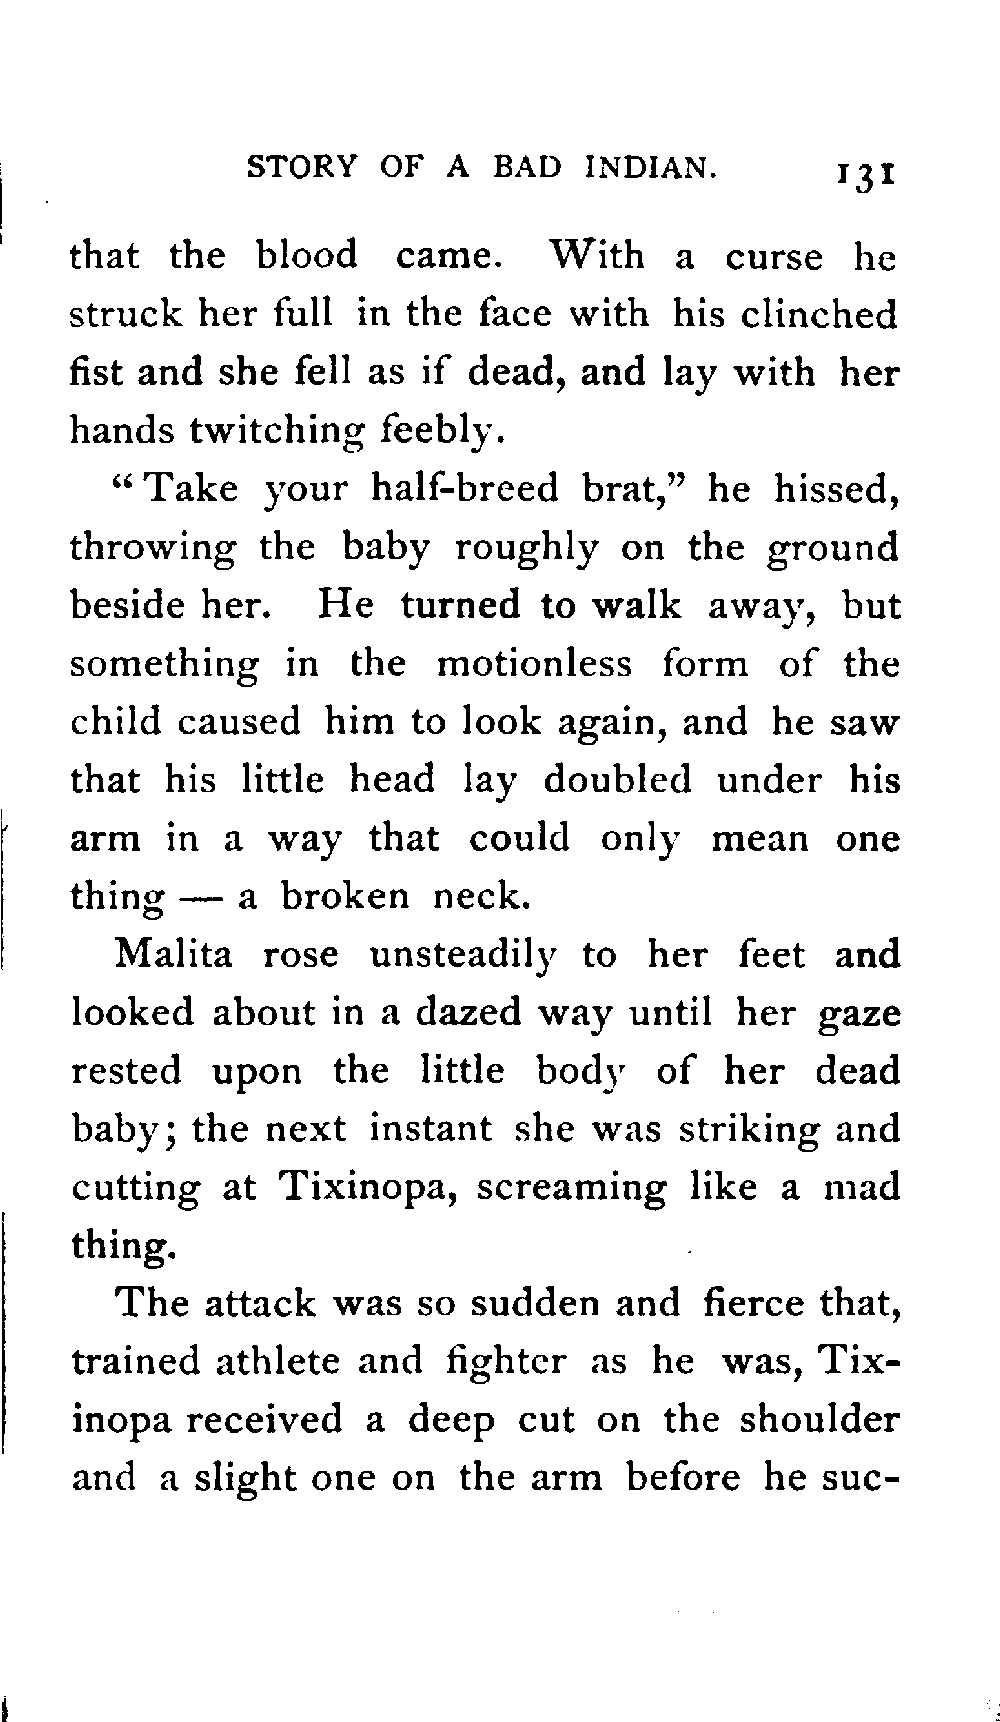 STORY OF A BAD INDIAN. 131
that the blood came. With a curse he
struck her full in the face with his clinched
fist and she fell as if dead, and lay with her
hands twitching feebly.
“Take your half-breed brat,” he hissed,
throwing the baby roughly on the ground
beside her. He turned to walk away, but
something in the motionless form of the
child caused him to look again, and he saw
that his little head lay doubled under his
arm in a way that could only mean one
thing — a broken neck.
Malita rose unsteadily to her feet and
looked about in a dazed way until her gaze
rested upon the little body of her dead
baby; the next instant she was striking and
cutting at Tixinopa, screaming like a mad
thing.
The attack was so sudden and fierce that,
trained athlete and fighter as he was, Tix-
inopa received a deep cut on the shoulder
and a slight one on the arm before he suc-